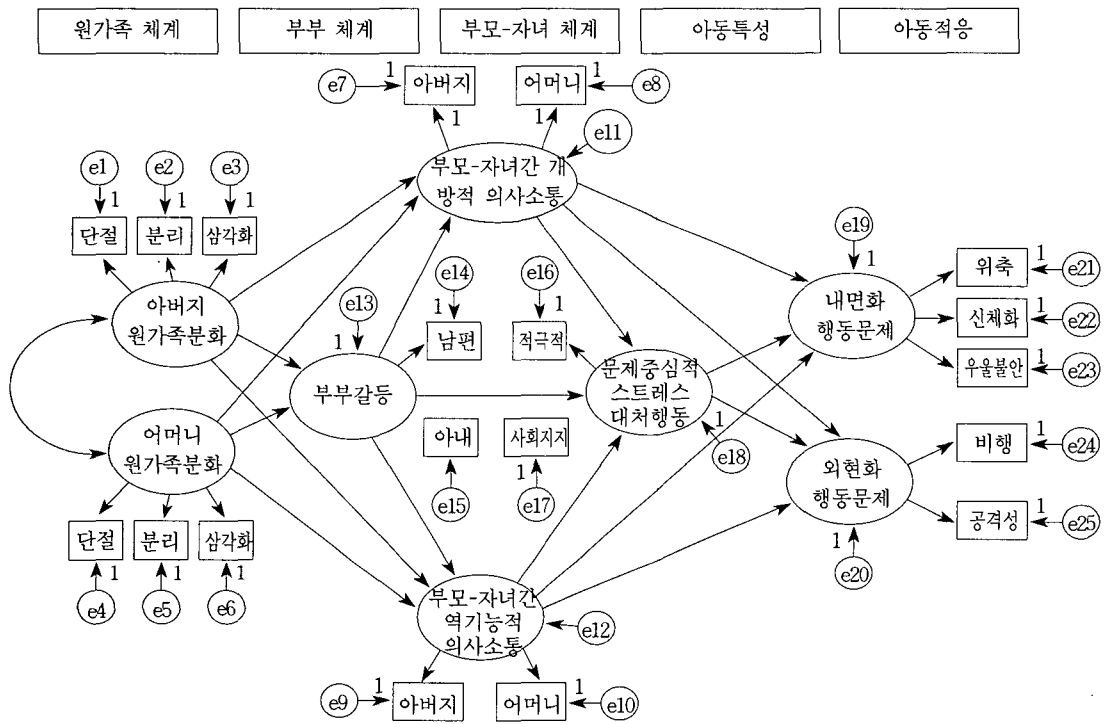 원가족 체계
부부 체계
부모-자녀 체계
아동특성
아동적응
e7
1
아버지
1
어머니
1
e8
1
e11
부모-자녀간 개
방적 의사소통
e1
e2
e3
1
1
1
단절
분리
삼각화
아버지
원가족분화
어머니
원가족분화
단절
분리
삼각화
1
1
1
e4
e5
e6
e13
1
부부갈등
e14
1
남편
아내
e15
e16
1
적극적
사회지지
1
e17
문제중심적
스트레스
대처행동
1
e18
부모-자녀간
역기능적
의사소통
e12
e9
1
아버지
어머니
1
e10
e19
1
내면화
행동문제
위축
1
e21
신체화
1
e22
우울불안
1
e23
외현화
행동문제
1
e20
비행
1
e24
공격성
1
e25